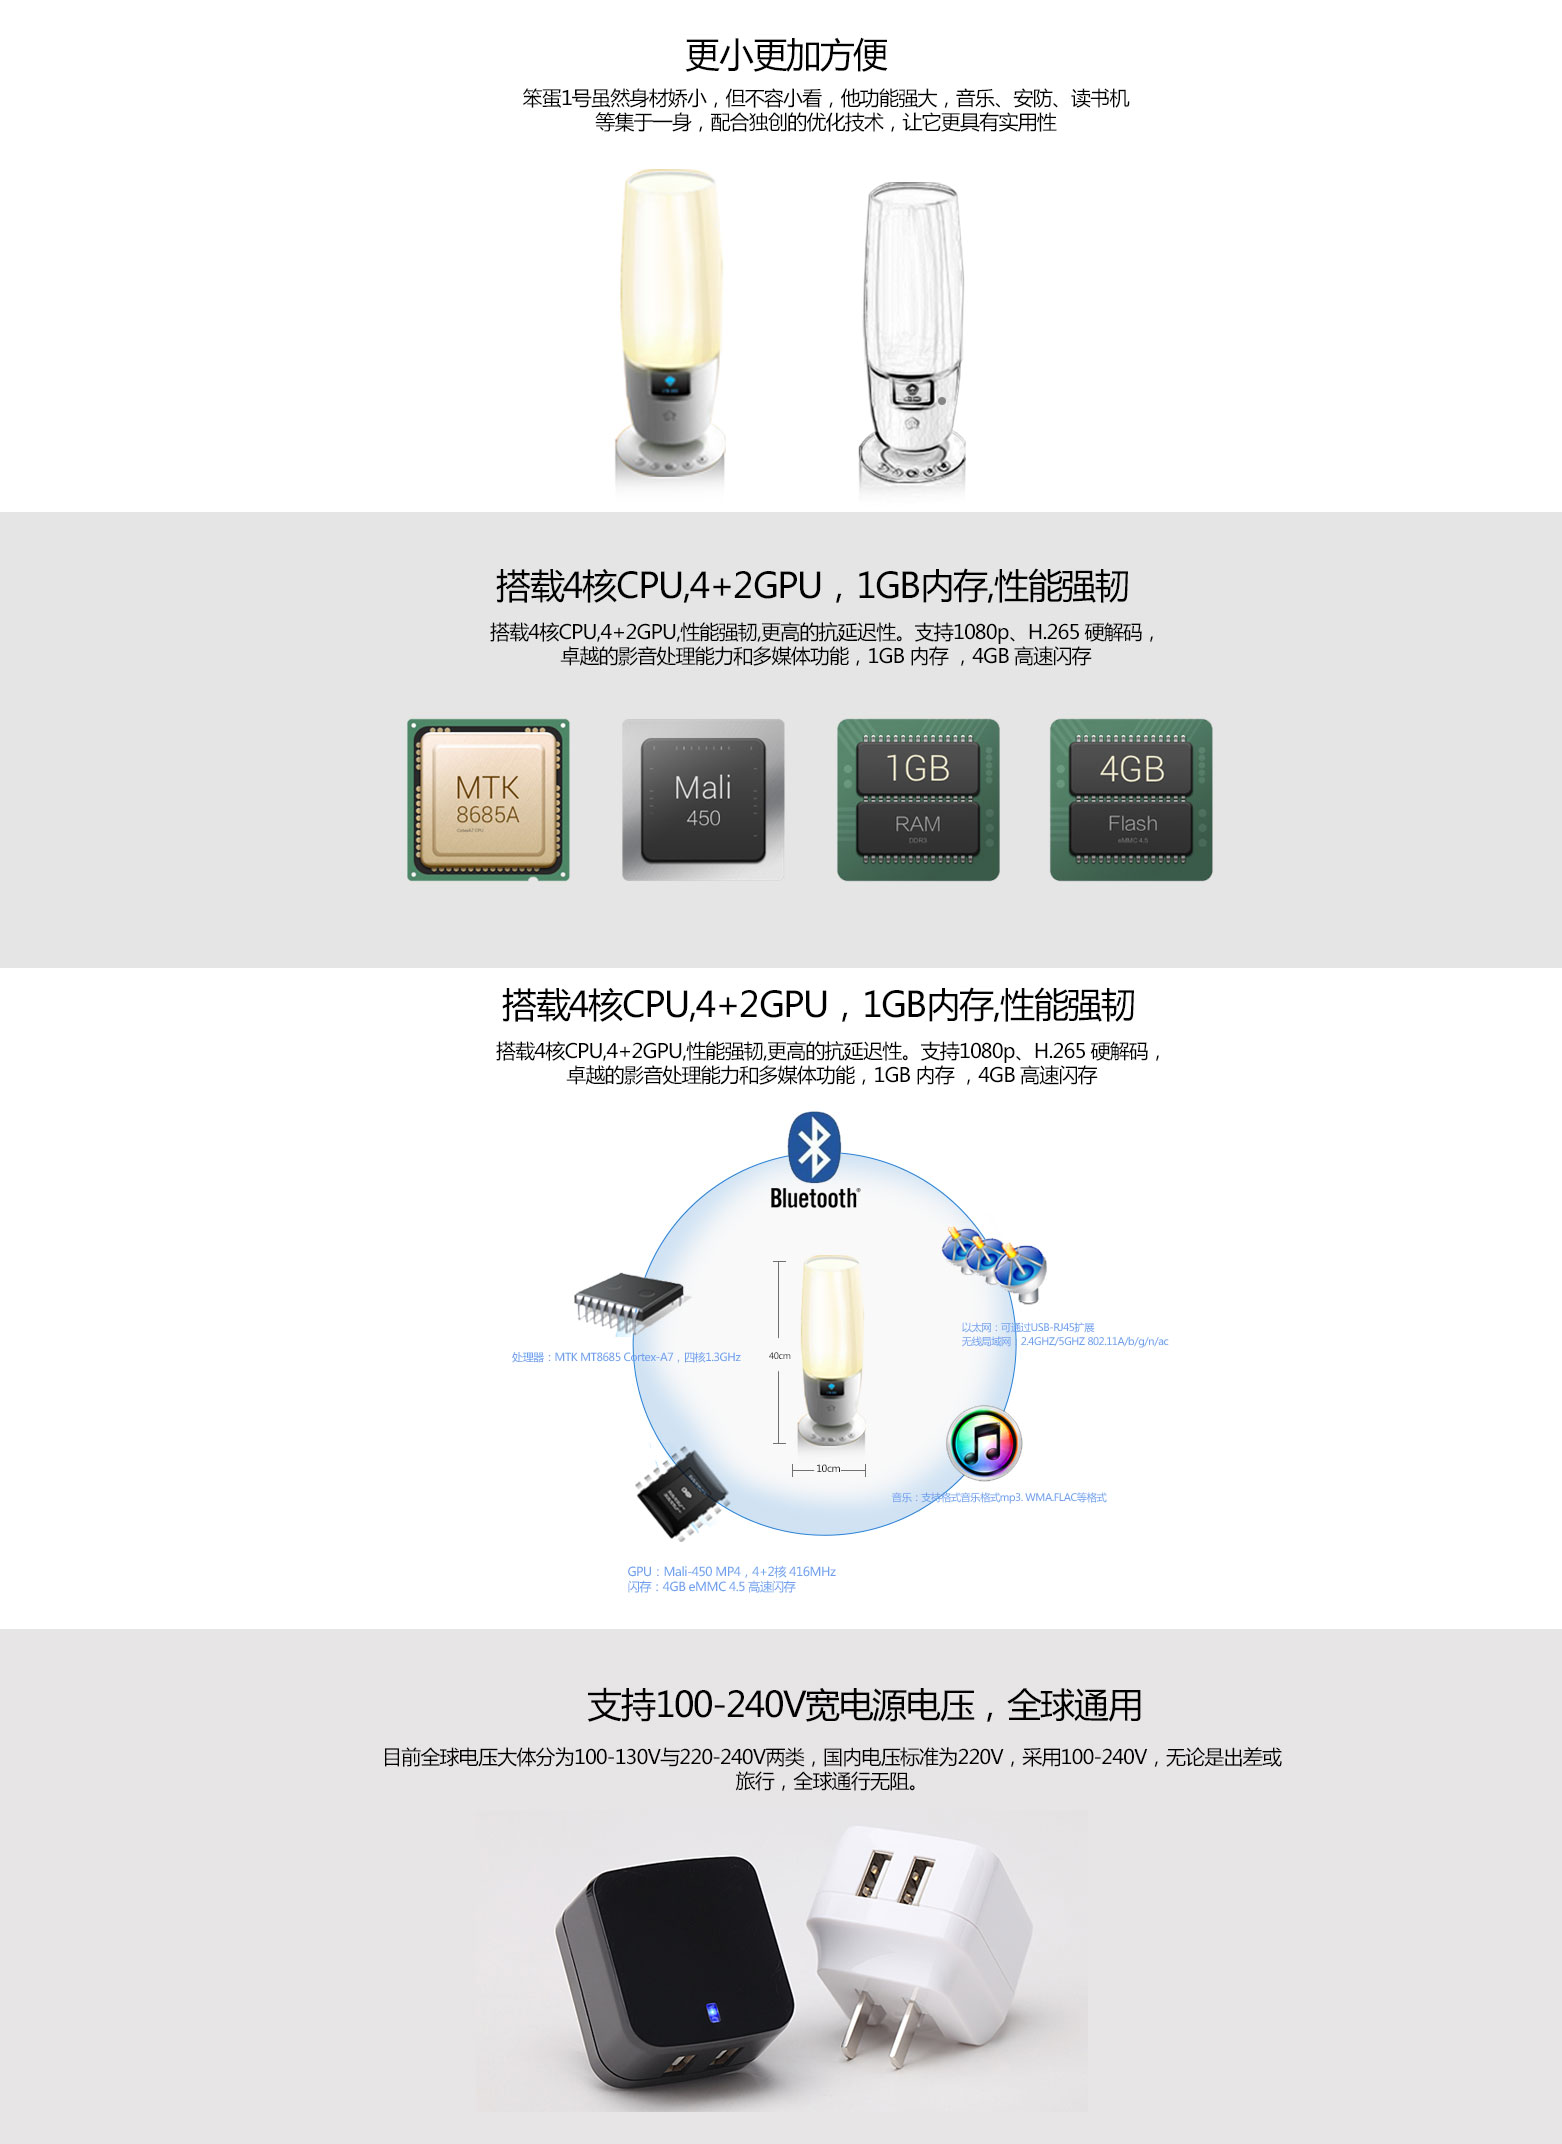 更小更加方便
笨蛋1号虽然身材娇小，但不容小看，他功能强大，音乐、安防、读书机
等集于一身，配合独创的优化技术，让它更具有实用性
搭载4核CPU,4+2GPU，1GB内存,性能强韧
搭载4核CPU,4+2GPU,性能强韧,更高的抗延迟性。支持1080p、H.265 硬解码，
卓越的影音处理能力和多媒体功能，1GB 内存 ，4GB 高速闪存
MTK
8685A
Mali
450
1GB
RAM
DDR3
4GB
Flash
eMMC 4.5
搭载4核CPU,4+2GPU，1GB内存,性能强韧
搭载4核CPU,4+2GPU,性能强韧,更高的抗延迟性。支持1080p、H.265 硬解码，
卓越的影音处理能力和多媒体功能，1GB 内存 ，4GB 高速闪存
Bluetooth®
以太网：可通过USB-RJ45扩展
无线局域网：2.4GHZ/5GHZ 802.11A/b/g/n/ac
处理器：MTK MT8685 Cortex-A7，四核1.3GHz
40cm
10cm
音乐：支持格式音乐格式mp3. WMA.FLAC等格式
GPU：Mali-450 MP4，4+2核 416MHz
闪存：4GB eMMC 4.5 高速闪存
支持100-240V宽电源电压，全球通用
目前全球电压大体分为100-130V与220-240V两类，国内电压标准为220V，采用100-240V，无论是出差或
旅行，全球通行无阻。